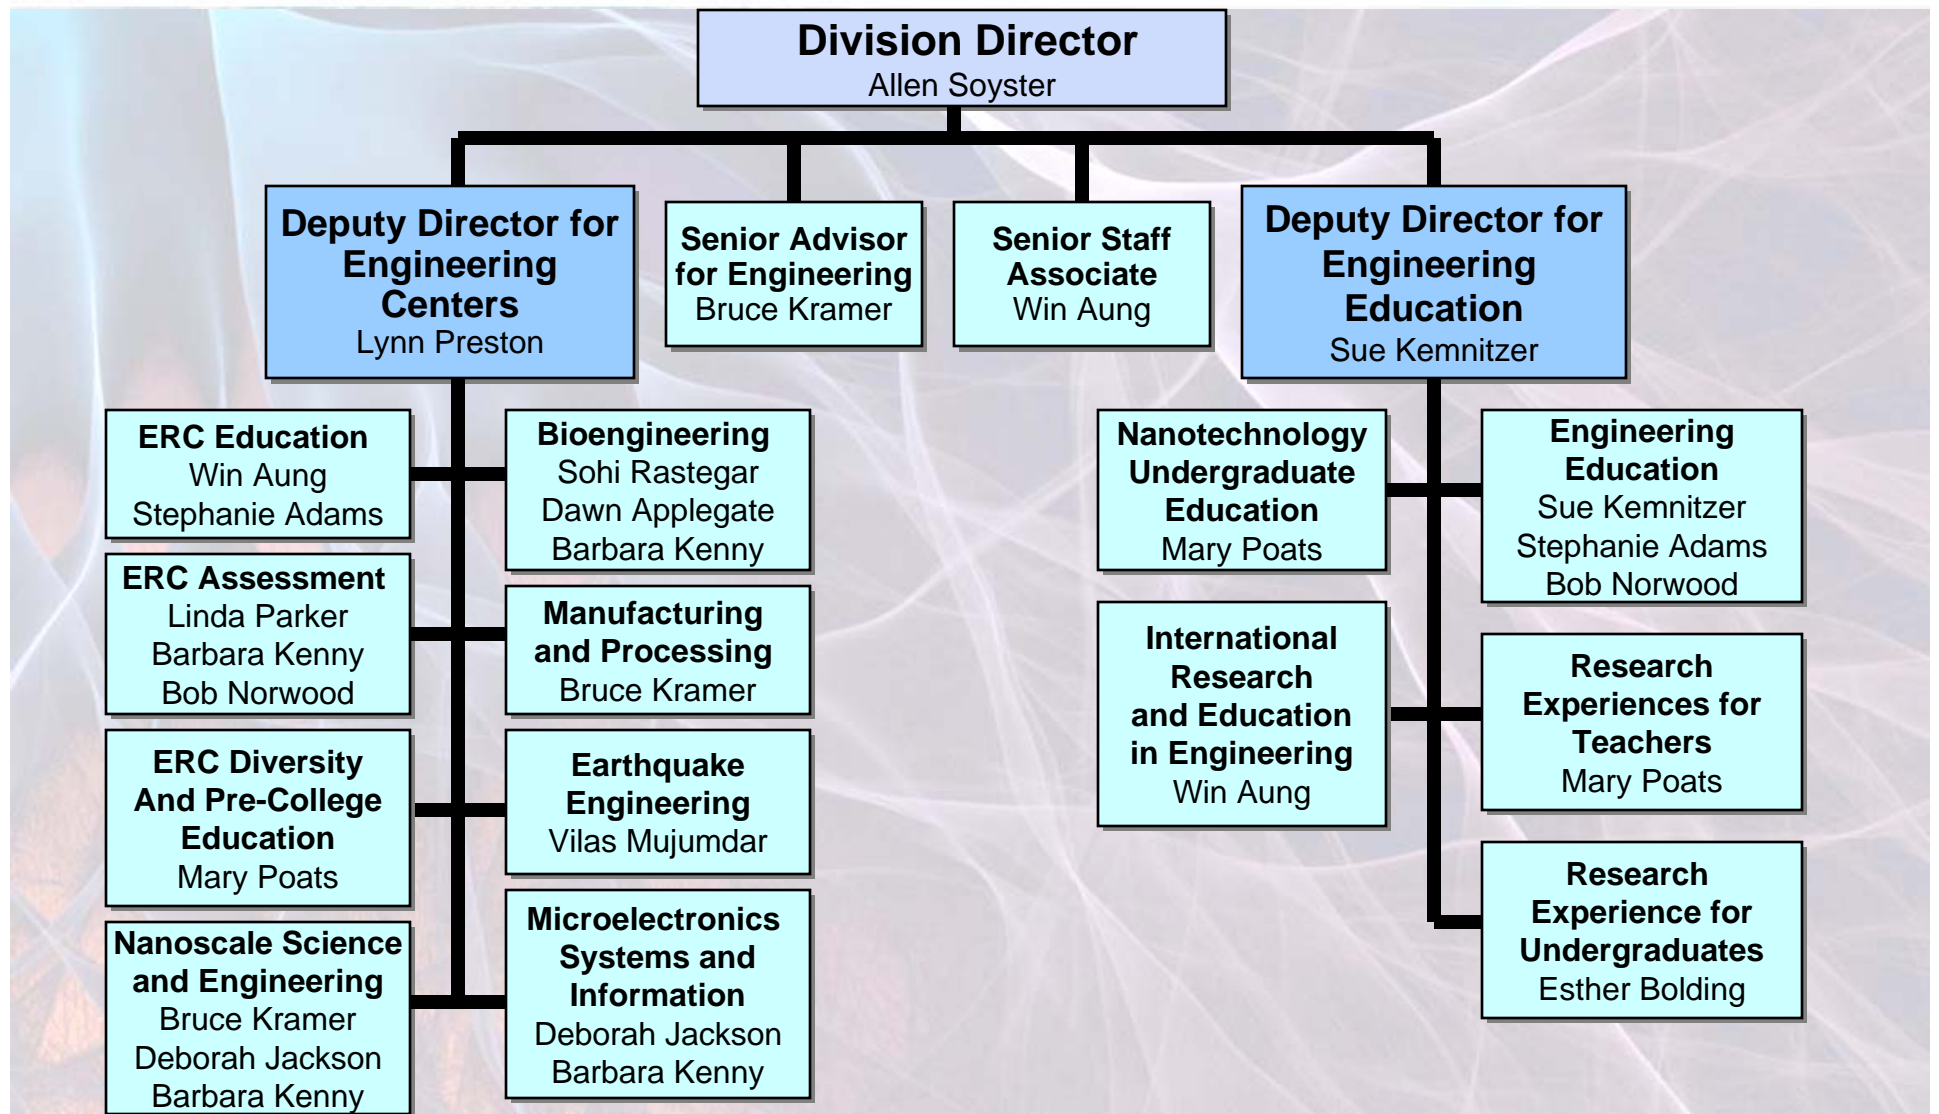 Division Director
Allen Soyster
Deputy Director for
Engineering
Centers
Lynn Preston
Senior Advisor
for Engineering
Bruce Kramer
Senior Staff
Associate
Win Aung
Deputy Director for
Engineering
Education
Sue Kemnitzer
ERC Education
Win Aung
Stephanie Adams
Bioengineering
Sohi Rastegar
Dawn Applegate
Barbara Kenny
ERC Assessment
Linda Parker
Barbara Kenny
Bob Norwood
Manufacturing
and Processing
Bruce Kramer
ERC Diversity
And Pre-College
Education
Mary Poats
Earthquake
Engineering
Vilas Mujumdar
Nanoscale Science
and Engineering
Bruce Kramer
Deborah Jackson
Barbara Kenny
Microelectronics
Systems and
Information
Deborah Jackson
Barbara Kenny
Nanotechnology
Undergraduate
Education
Mary Poats
Engineering
Education
Sue Kemnitzer
Stephanie Adams
Bob Norwood
International
Research
and Education
in Engineering
Win Aung
Research
Experiences for
Teachers
Mary Poats
Research
Experience for
Undergraduates
Esther Bolding